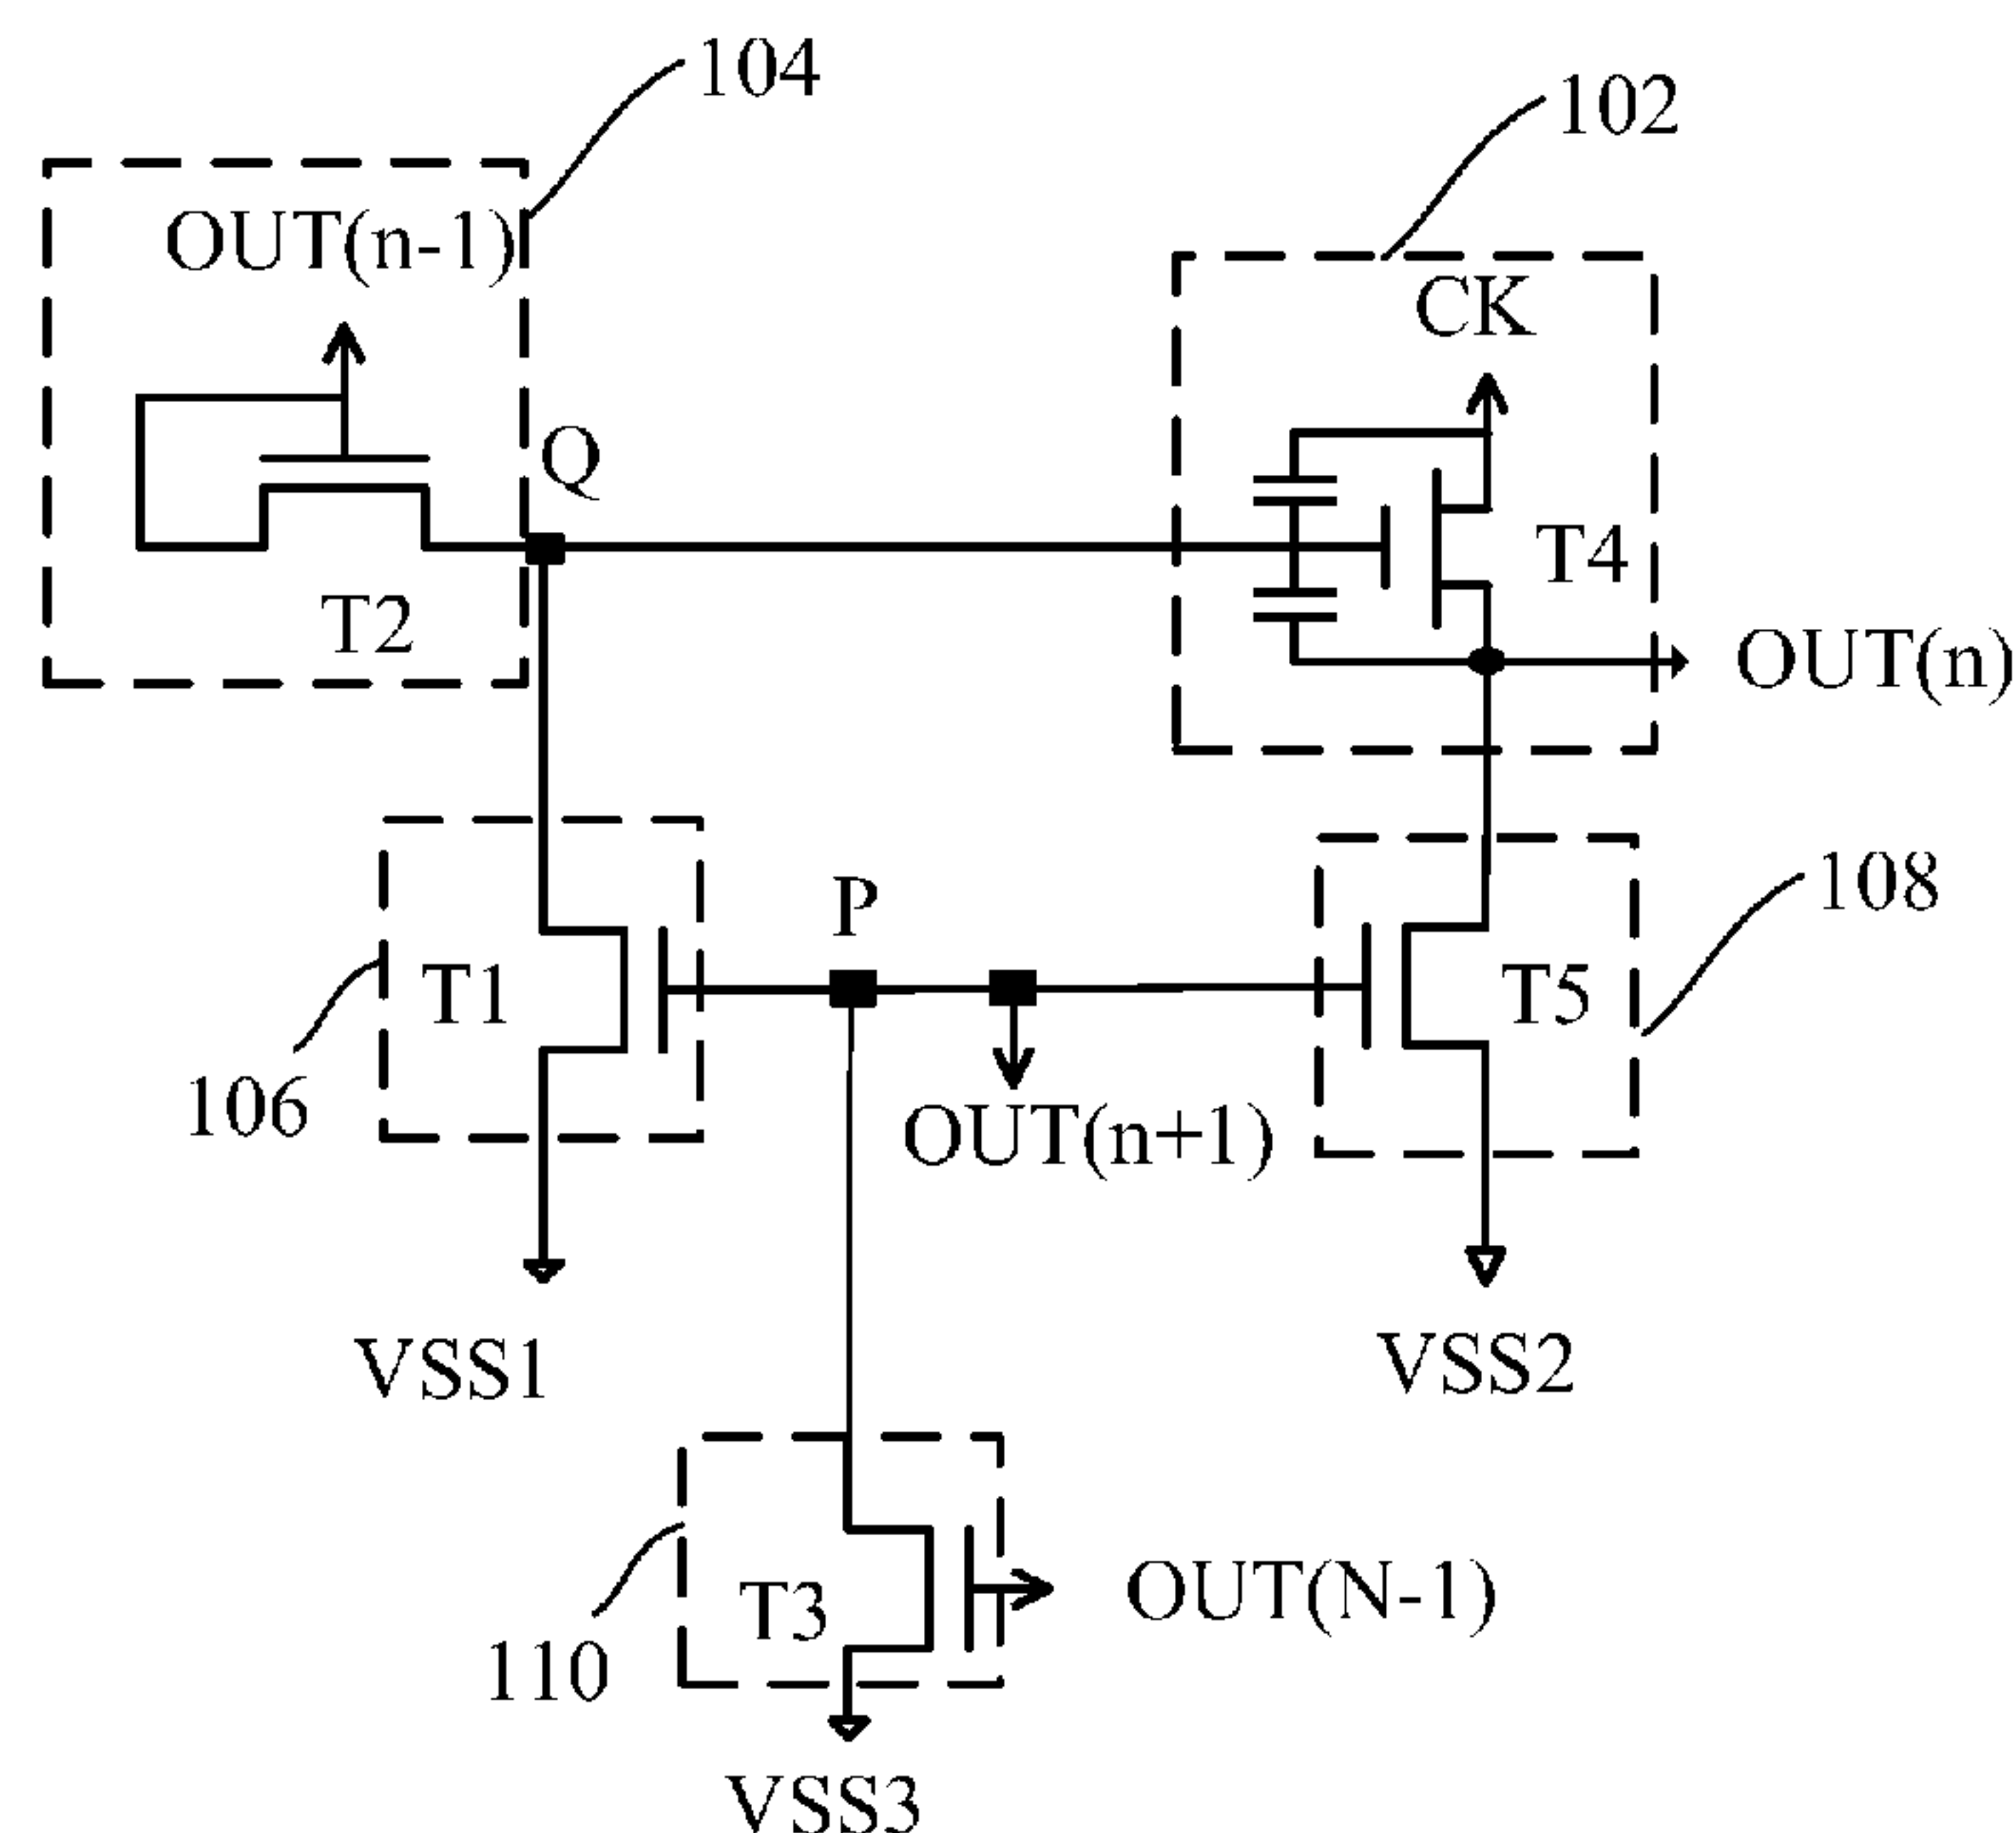 104
102
OUT(n-1)
CK
Q
T4
T2
OUT(n)
P
108
T1
T5
106
OUT(n+1)
VSS1
VSS2
T3
OUT(N-1)
110
VSS3